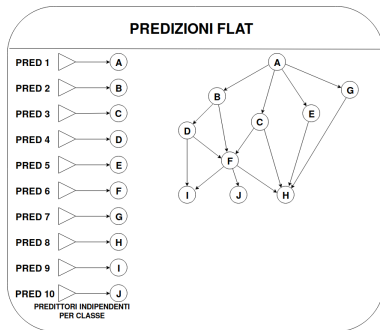 PREDIZIONI FLAT
PRED 1 A
PRED 2 B
PRED 3 C
PRED 4 D
PRED 5 E
PRED 6 F
PRED 7 G
PRED 8 H
PRED 9 I
PRED 10 J
PREDITTORI INDIPENDENTI
PER CLASSE
A
G
B
E
C
D
F
I
J
H